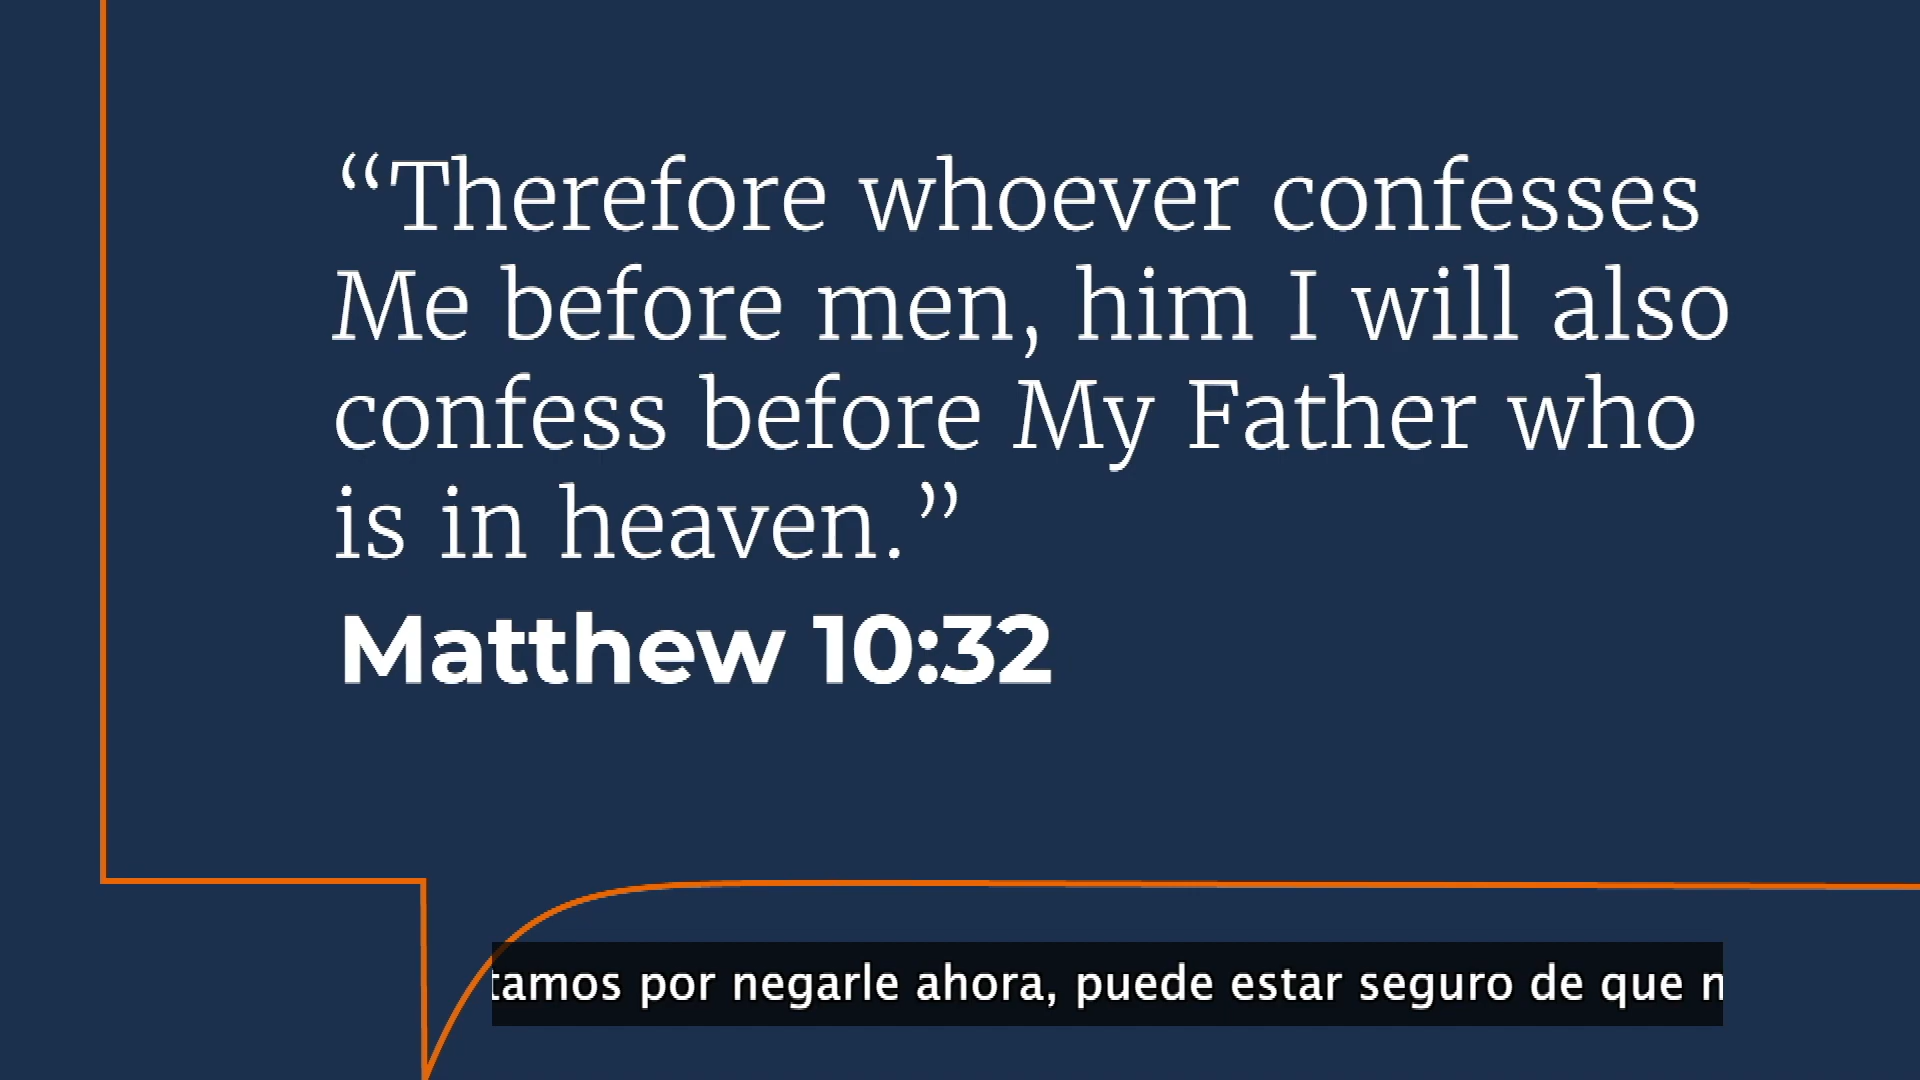 “Therefore whoever confesses
Me before men, him I will also
confess before My Father who
is in heaven.”
Matthew 10:32
por negarle ahora, puede estar seguro de que